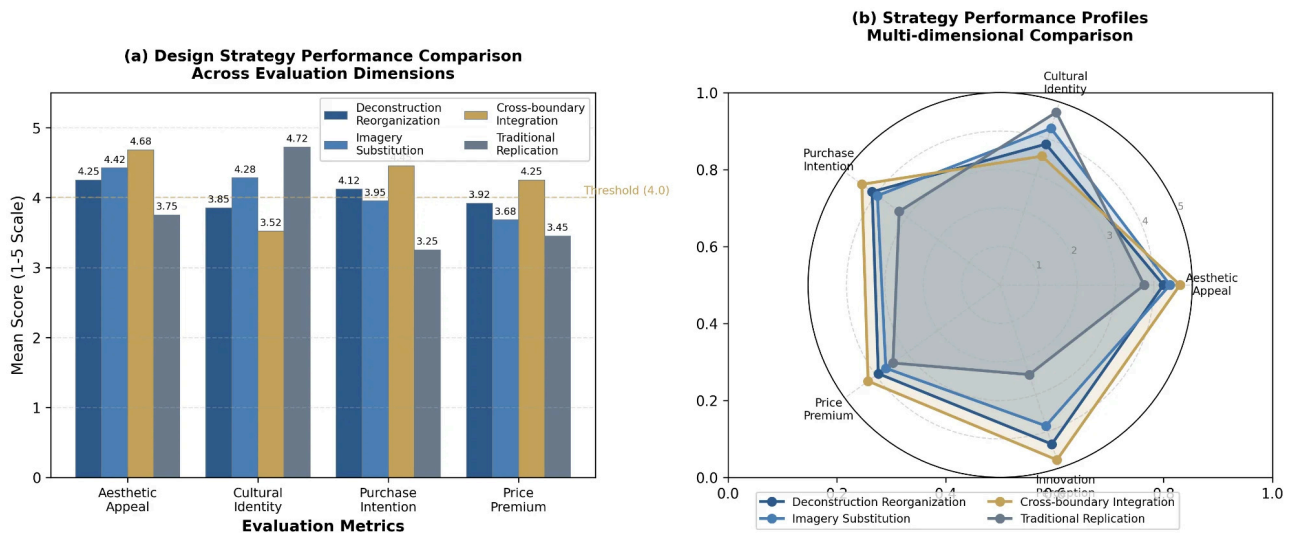 (a) Design Strategy Performance Comparison
Across Evaluation Dimensions
Mean Score (1-5 Scale)
5
4
3
2
1
0
Deconstruction
Reorganization
Imagery
Substitution
Cross-boundary
Integration
Traditional
Replication
Threshold (4.0)
4.25
4.42
4.68
3.75
3.85
4.28
3.52
4.72
4.12
3.95
3.25
3.92
3.68
4.25
3.45
Aesthetic
Appeal
Cultural
Identity
Purchase
Intention
Price
Premium
Evaluation Metrics
(b) Strategy Performance Profiles
Multi-dimensional Comparison
1.0
0.8
0.6
0.4
0.2
0.0
0.0
0.2
0.4
0.8
1.0
Cultural
Identity
Purchase
Intention
Price
Premium
Aesthetic
Appeal
Innovation
1
2
3
4
5
Deconstruction Reorganization
Imagery Substitution
Cross-boundary Integration
Traditional Replication